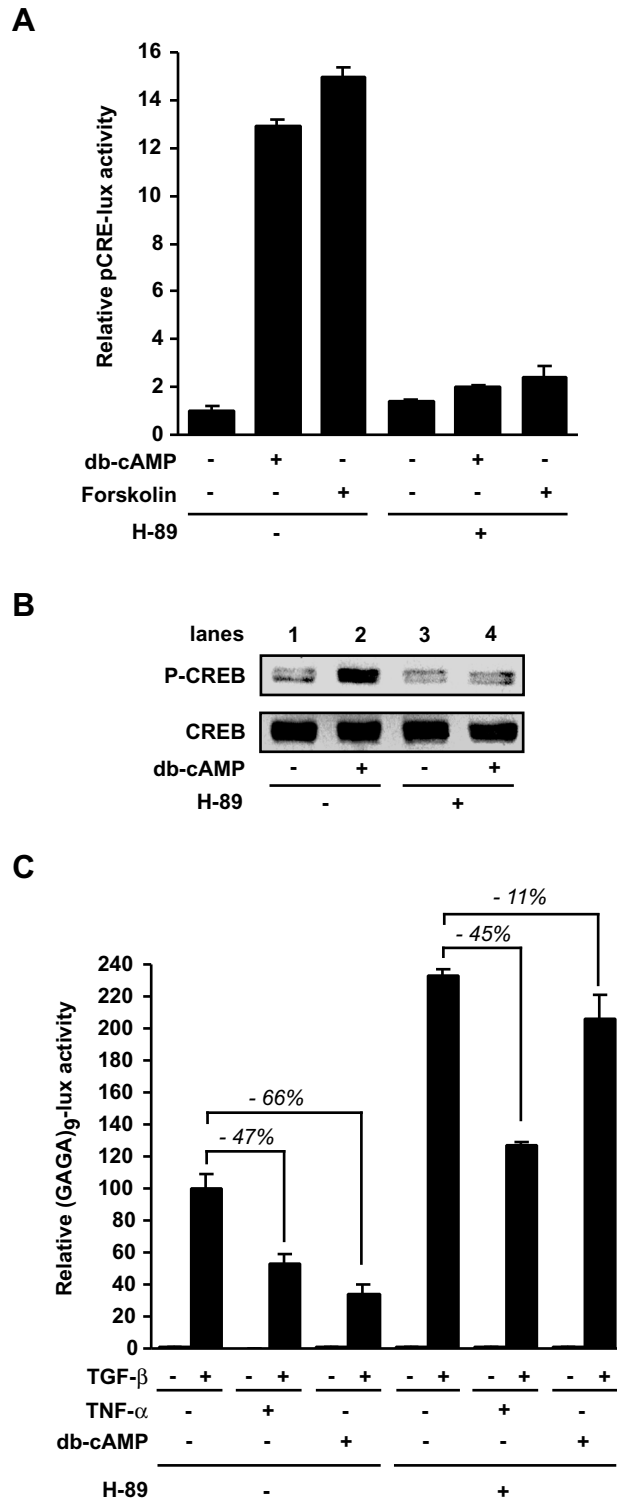 A
Relative pCRE-lux activity
16
14
12
10
8
6
4
2
0
db-cAMP - + - - + -
Forskolin - - + - - +
H-89 - +
B
lanes 1 2 3 4
P-CREB
CREB
db-cAMP - + - +
H-89 - +
C
Relative (GAGA)9-lux activity
- 11%
- 45%
240
220
200
180
160
- 66%
140
- 47%
120
100
80
60
40
20
0
TGF-β - + - + - + - + - + - +
TNF-α - + - - + -
db-cAMP - - + - - +
H-89 - +